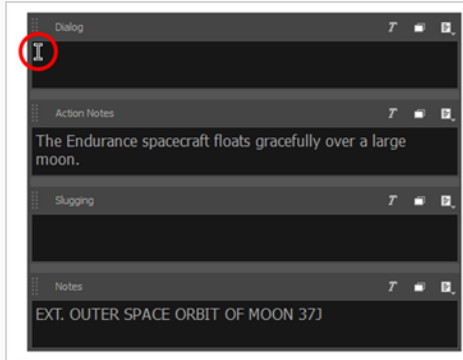 Dialog
Action Notes
The Endurance spacecraft floats gracefully over a large
moon.
Slugging
Notes
EXT. OUTER SPACE ORBIT OF MOON 37J